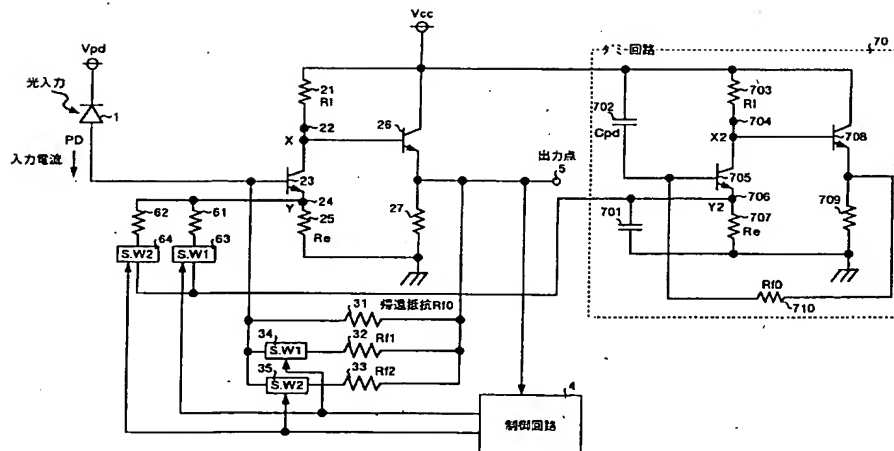 Vcc
Vpd
光入力
1
PD
入力電流
21
Rl
22
X
26
23
24
Y
25
Re
27
出力点
5
62
61
64
S.W2
S.W1
63
31
帰還抵抗Rf0
34
S.W1
32
Rf1
35
S.W2
33
Rf2
4
制御回路
ダミー回路
70
702
Cpd
703
Rl
704
X2
708
705
706
Y2
701
707
Re
709
Rf0
710